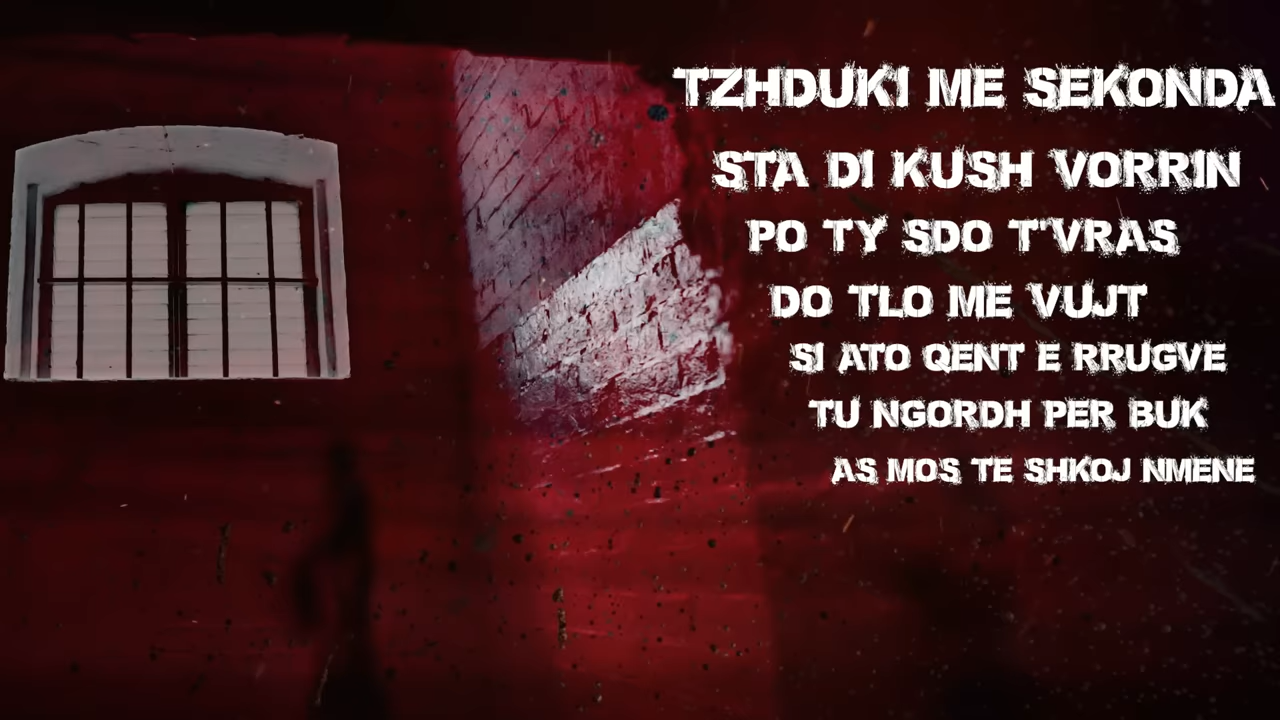 TZHDUKI ME SEKONDA
STA DI KUSH VORRIN
PO TY SDO T'VRAS
DO TLO ME VUJT
SI ATO QENT E RRUGVE
TU NGORDH PER BUK
AS MOS TE SHKOJ NMENE